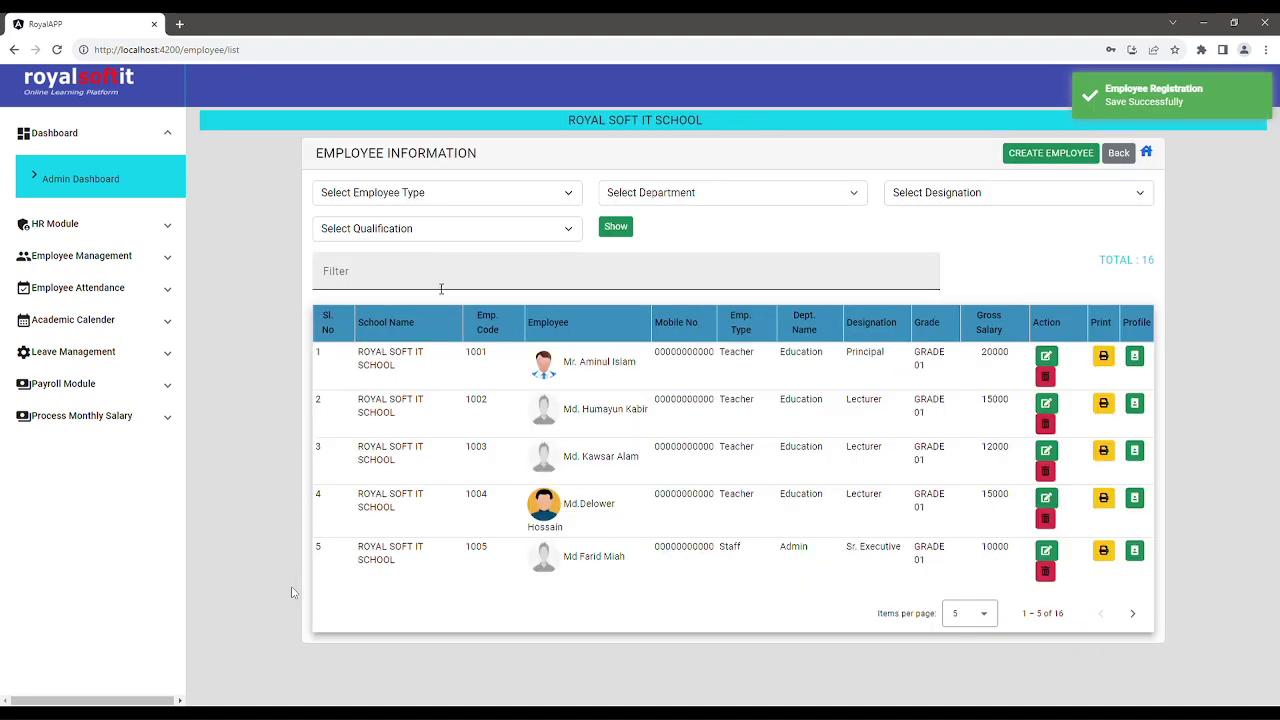 RoyalAPP
http://localhost:4200/employee/list
royalsoftit
Online Learning Platform
Employee Registration
Save Successfully
ROYAL SOFT IT SCHOOL
Dashboard
Admin Dashboard
HR Module
Employee Management
Employee Attendance
Academic Calender
Leave Management
Payroll Module
Process Monthly Salary
EMPLOYEE INFORMATION
CREATE EMPLOYEE Back
Select Employee Type Select Department Select Designation
Select Qualification Show
Filter
TOTAL : 16
Sl. No School Name Emp. Code Employee Mobile No Emp. Type Dept. Name Designation Grade Gross Salary Action Print Profile
1 ROYAL SOFT IT SCHOOL 1001 Mr. Aminul Islam 00000000000 Teacher Education Principal GRADE 01 20000
2 ROYAL SOFT IT SCHOOL 1002 Md. Humayun Kabir 00000000000 Teacher Education Lecturer GRADE 01 15000
3 ROYAL SOFT IT SCHOOL 1003 Md. Kawsar Alam 00000000000 Teacher Education Lecturer GRADE 01 12000
4 ROYAL SOFT IT SCHOOL 1004 Md.Delower Hossain 00000000000 Teacher Education Lecturer GRADE 01 15000
5 ROYAL SOFT IT SCHOOL 1005 Md Farid Miah 00000000000 Staff Admin Sr. Executive GRADE 01 10000
Items per page: 5 1 – 5 of 16